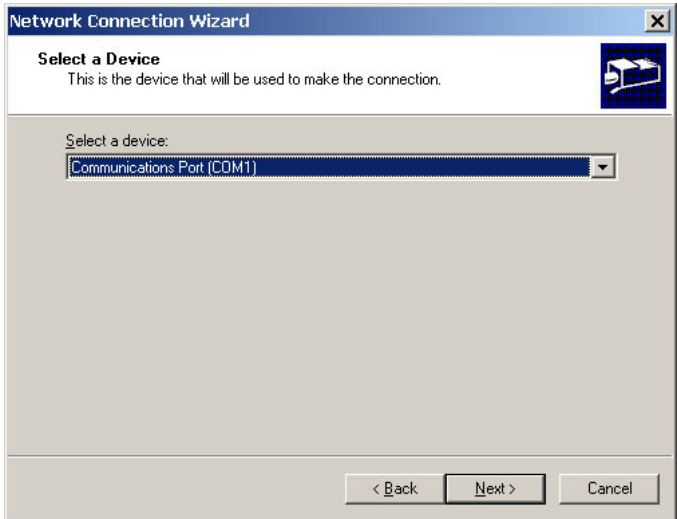 Network Connection Wizard
Select a Device
This is the device that will be used to make the connection.
Select a device:
Communications Port (COM1)
< Back
Next >
Cancel